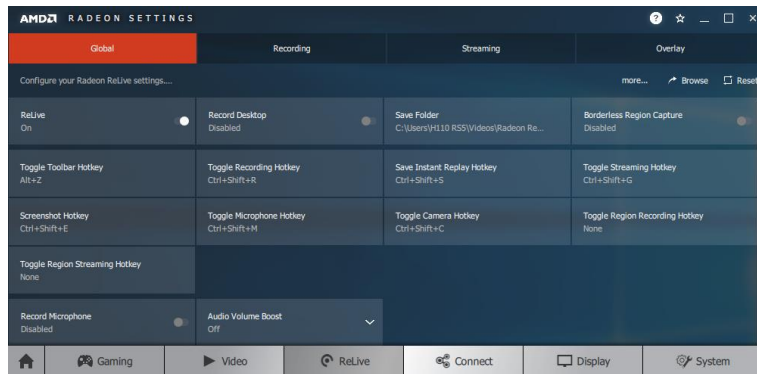 AMD RADEON SETTINGS
Global Recording Streaming Overlay
Configure your Radeon ReLive settings.... more... Browse Reset
ReLive
On
Record Desktop
Disabled
Save Folder
C:\Users\H110 RS5\Videos\Radeon Re...
Borderless Region Capture
Disabled
Toggle Toolbar Hotkey
Alt+Z
Toggle Recording Hotkey
Ctrl+Shift+R
Save Instant Replay Hotkey
Ctrl+Shift+S
Toggle Streaming Hotkey
Ctrl+Shift+G
Screenshot Hotkey
Ctrl+Shift+E
Toggle Microphone Hotkey
Ctrl+Shift+M
Toggle Camera Hotkey
Ctrl+Shift+C
Toggle Region Recording Hotkey
None
Toggle Region Streaming Hotkey
None
Record Microphone
Disabled
Audio Volume Boost
Off
Gaming Video ReLive Connect Display System